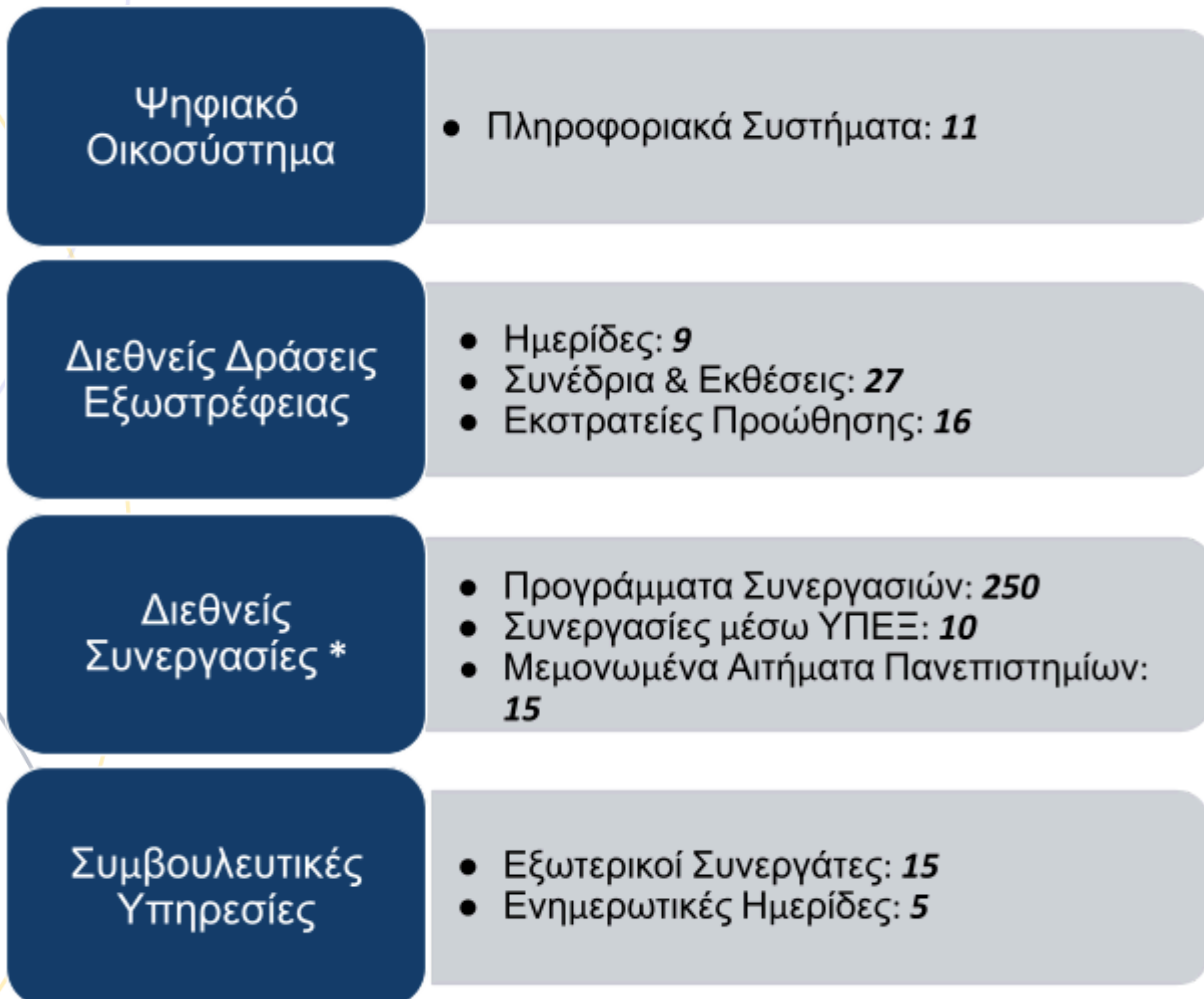 Ψηφιακό
Οικοσύστημα
● Πληροφοριακά Συστήματα: 11
Διεθνείς Δράσεις
Εξωστρέφειας
● Ημερίδες: 9
● Συνέδρια & Εκθέσεις: 27
● Εκστρατείες Προώθησης: 16
Διεθνείς
Συνεργασίες *
● Προγράμματα Συνεργασιών: 250
● Συνεργασίες μέσω ΥΠΕΞ: 10
● Μεμονωμένα Αιτήματα Πανεπιστημίων:
15
Συμβουλευτικές
Υπηρεσίες
● Εξωτερικοί Συνεργάτες: 15
● Ενημερωτικές Ημερίδες: 5